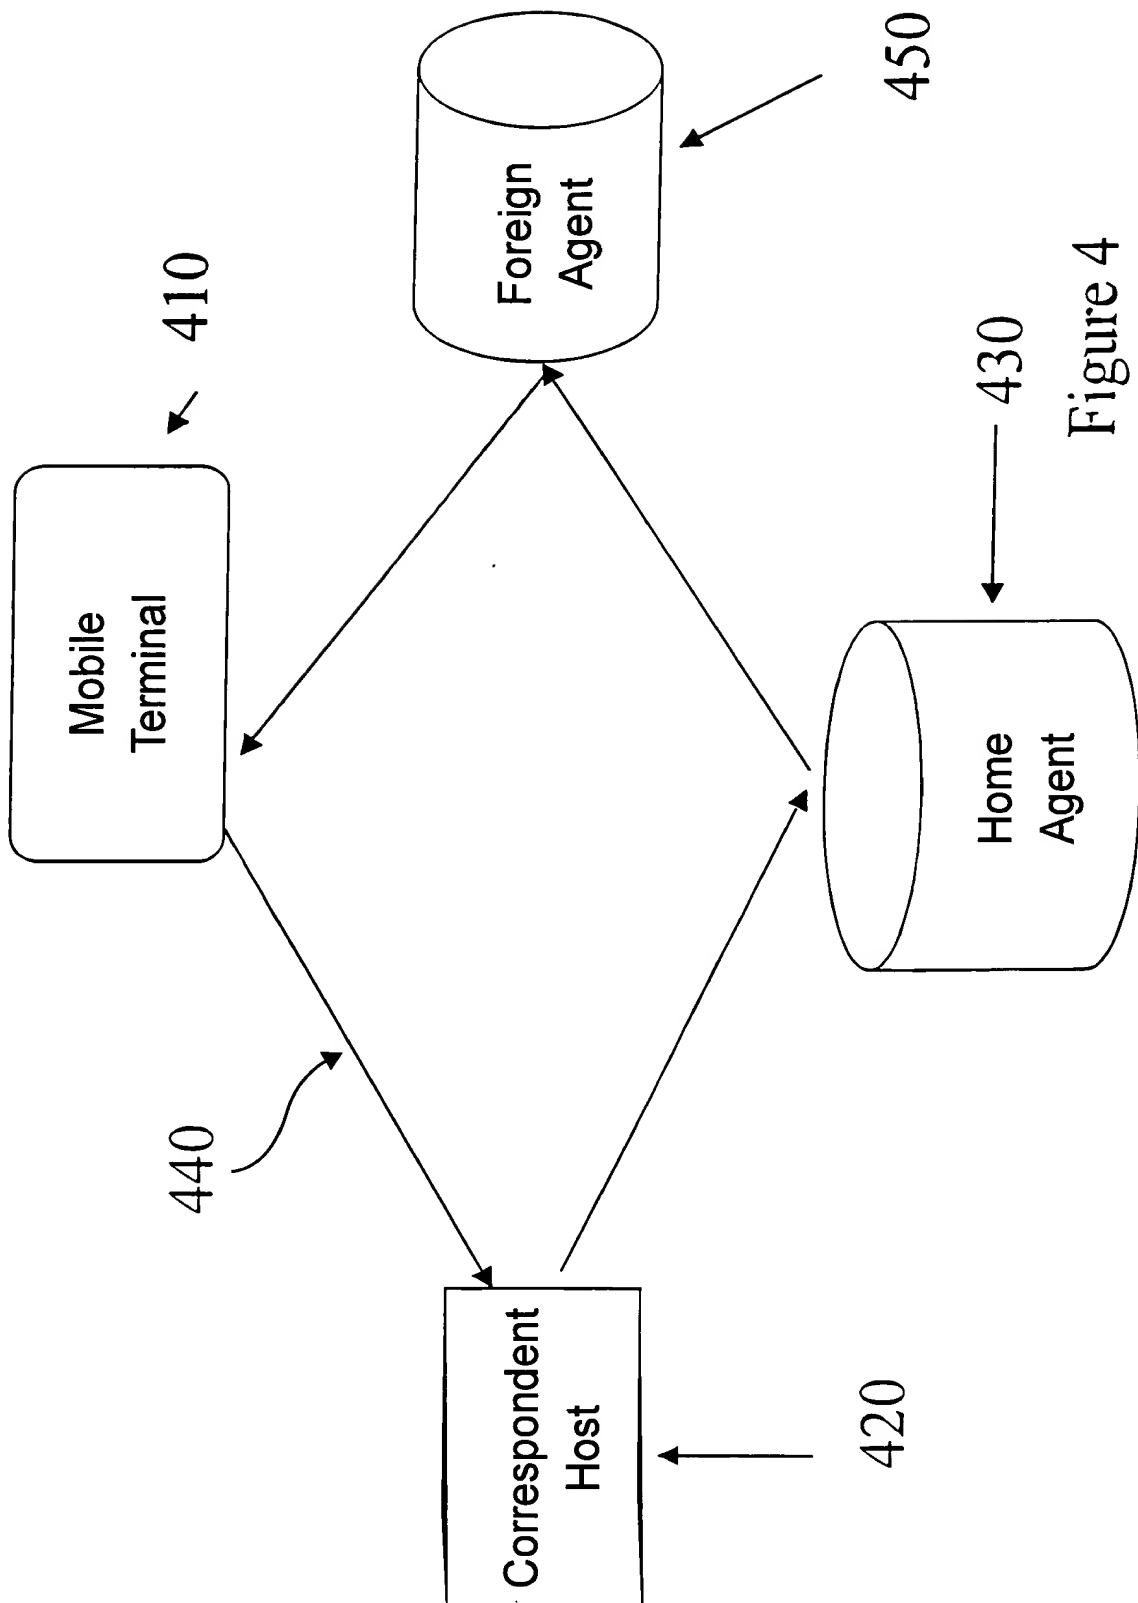 Mobile
Terminal
410
440
Correspondent
Host
Foreign
Agent
420
450
Home
Agent
430
Figure 4